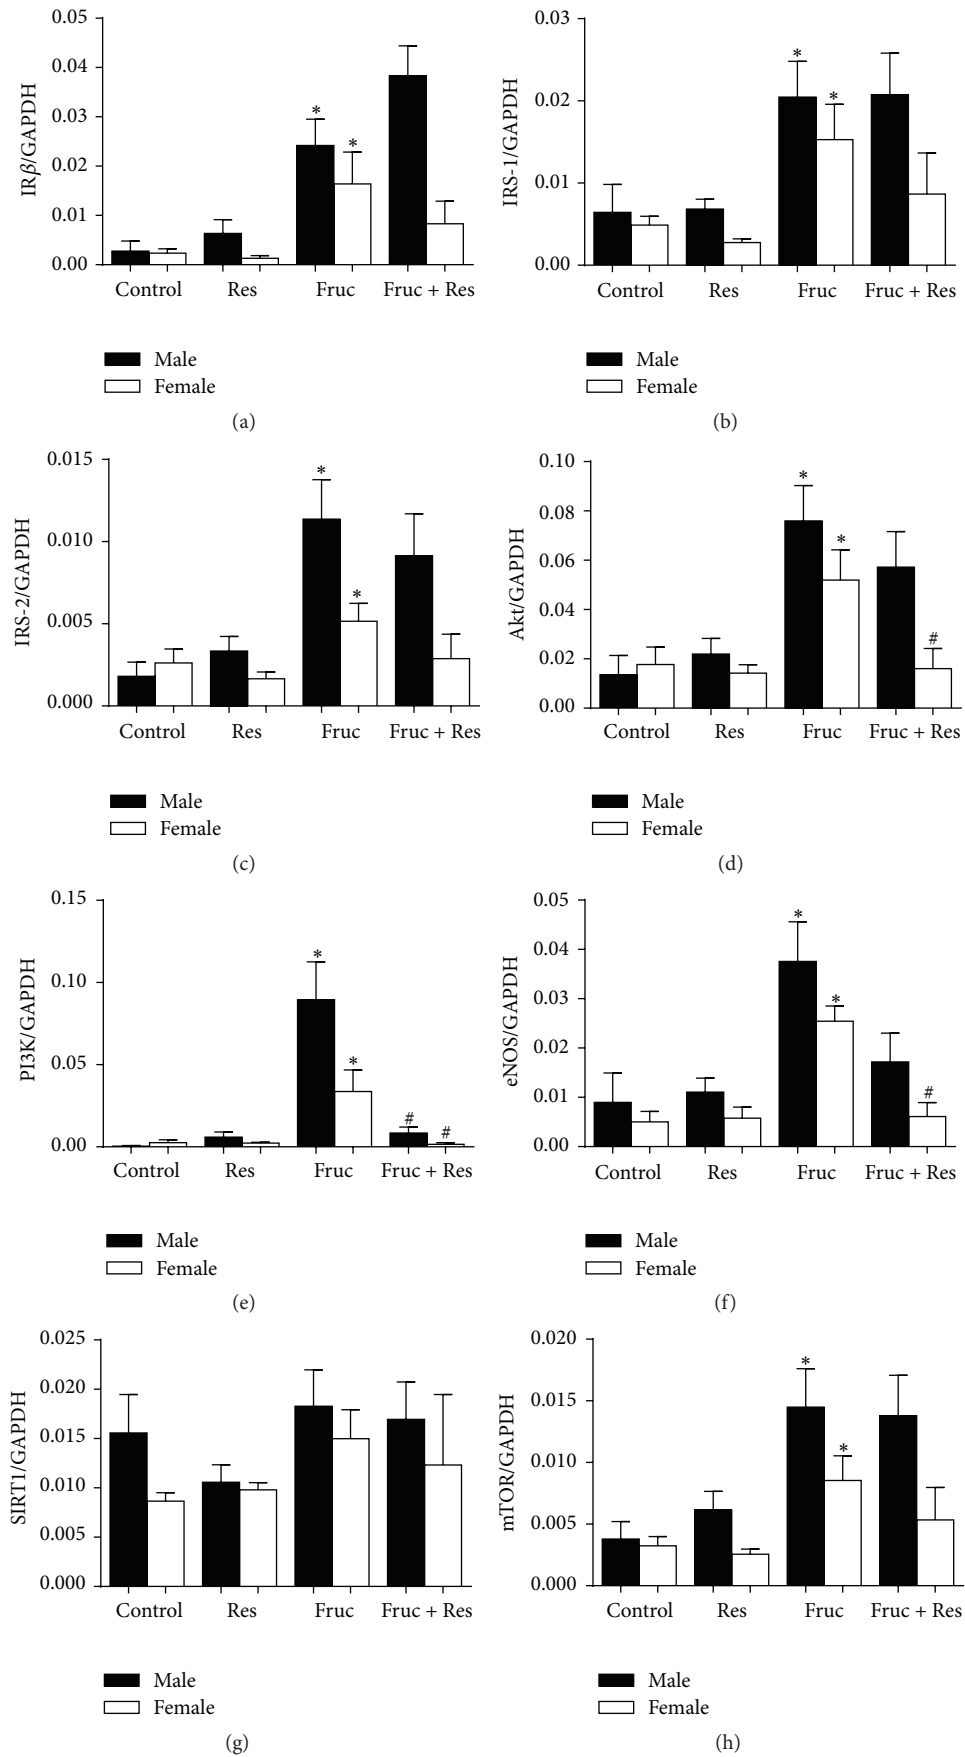 0.05
0.04
0.03
0.02
0.01
0.00
IRβ/GAPDH
* *
Control Res Fruc Fruc + Res
Male
Female
(a)
0.03
0.02
0.01
0.00
IRS-1/GAPDH
* *
Control Res Fruc Fruc + Res
Male
Female
(b)
0.015
0.010
0.005
0.000
IRS-2/GAPDH
* *
Control Res Fruc Fruc + Res
Male
Female
(c)
0.10
0.08
0.06
0.04
0.02
0.00
Akt/GAPDH
* * #
Control Res Fruc Fruc + Res
Male
Female
(d)
0.15
0.10
0.05
0.00
PI3K/GAPDH
* * # #
Control Res Fruc Fruc + Res
Male
Female
(e)
0.05
0.04
0.03
0.02
0.01
0.00
eNOS/GAPDH
* * #
Control Res Fruc Fruc + Res
Male
Female
(f)
0.025
0.020
0.015
0.010
0.005
0.000
SIRT1/GAPDH
Control Res Fruc Fruc + Res
Male
Female
(g)
0.020
0.015
0.010
0.005
0.000
mTOR/GAPDH
* *
Control Res Fruc Fruc + Res
Male
Female
(h)